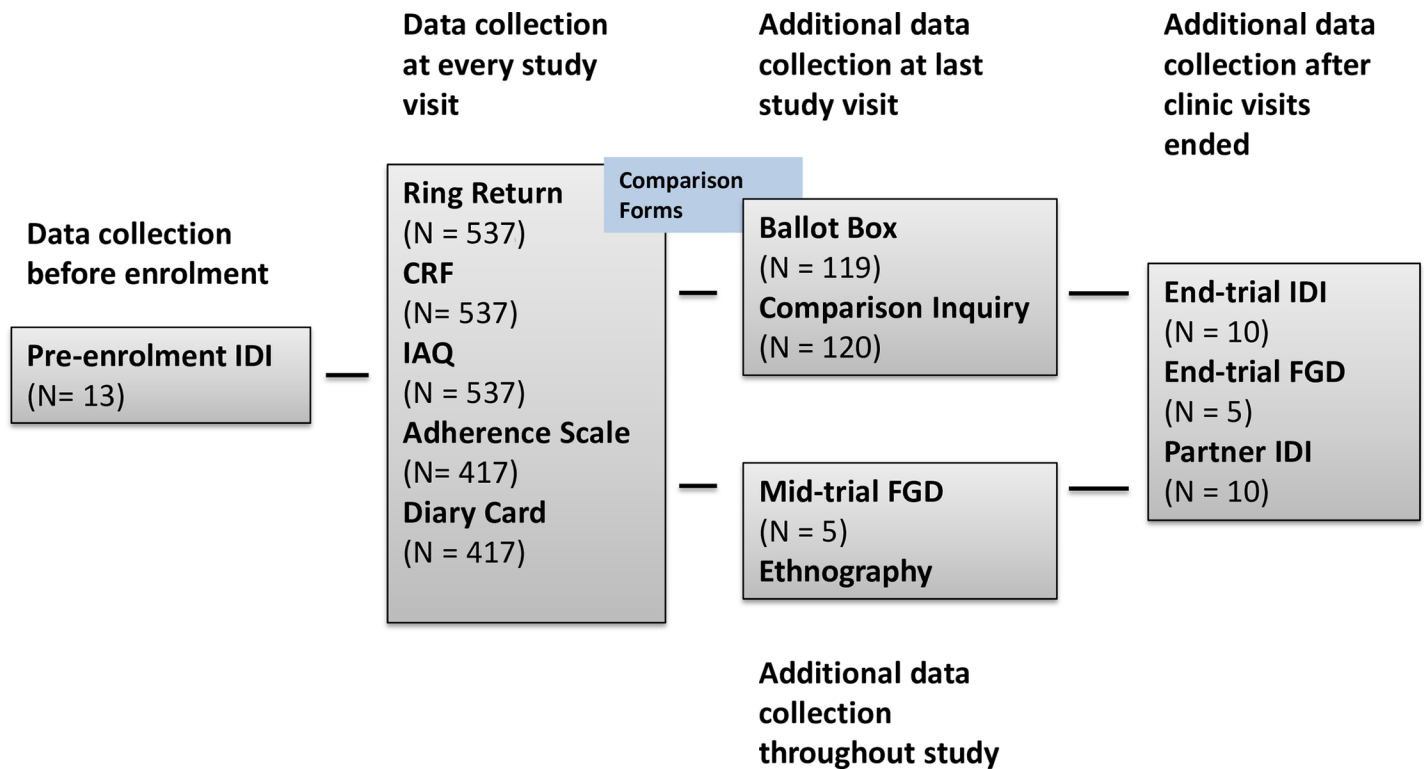 Data collection
before enrolment
Pre-enrolment IDI
(N= 13)
Data collection
at every study
visit
Ring Return
(N = 537)
CRF
(N= 537)
IAQ
(N = 537)
Adherence Scale
(N= 417)
Diary Card
(N = 417)
Comparison
Forms
Additional data
collection at last
study visit
Ballot Box
(N = 119)
Comparison Inquiry
(N = 120)
Mid-trial FGD
(N = 5)
Ethnography
Additional data
collection
throughout study
Additional data
collection after
clinic visits
ended
End-trial IDI
(N = 10)
End-trial FGD
(N = 5)
Partner IDI
(N = 10)